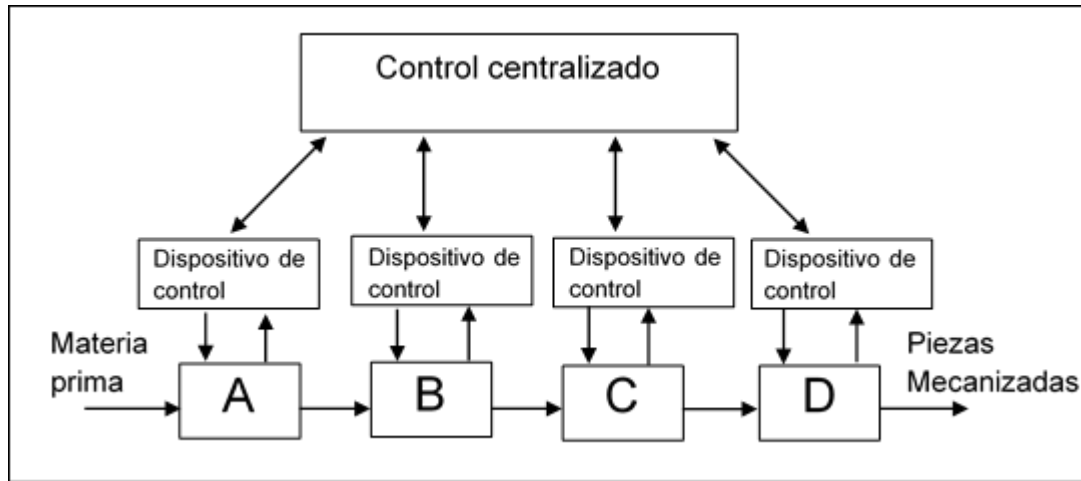 Control centralizado
Dispositivo de
control
Dispositivo de
control
Dispositivo de
control
Dispositivo de
control
Materia
prima
A
B
C
D
Piezas
Mecanizadas